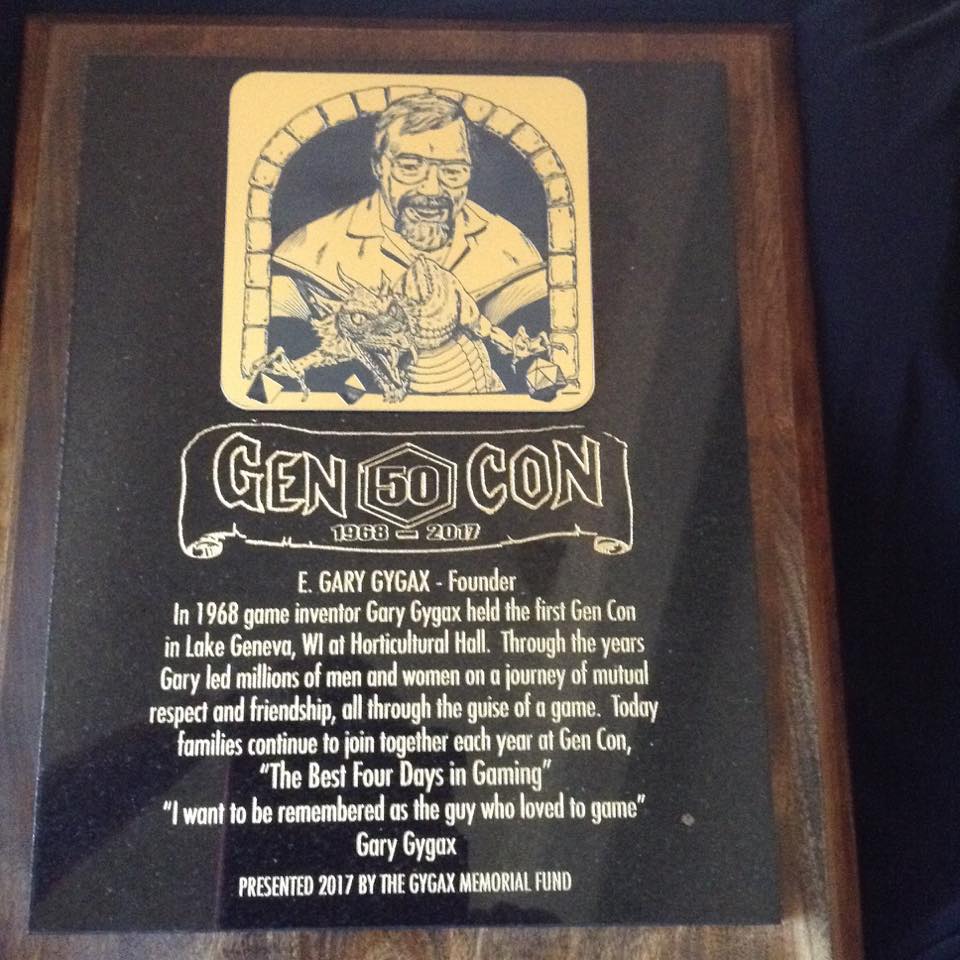 GEN 50 CON
1968 - 2017
E. GARY GYGAX - Founder
In 1968 game inventor Gary Gygax held the first Gen Con
in Lake Geneva, WI at Horticultural Hall. Through the years
Gary led millions of men and women on a journey of mutual
respect and friendship, all through the guise of a game. Today
families continue to join together each year at Gen Con,
“The Best Four Days in Gaming”
“I want to be remembered as the guy who loved to game”
Gary Gygax
PRESENTED 2017 BY THE GYGAX MEMORIAL FUND